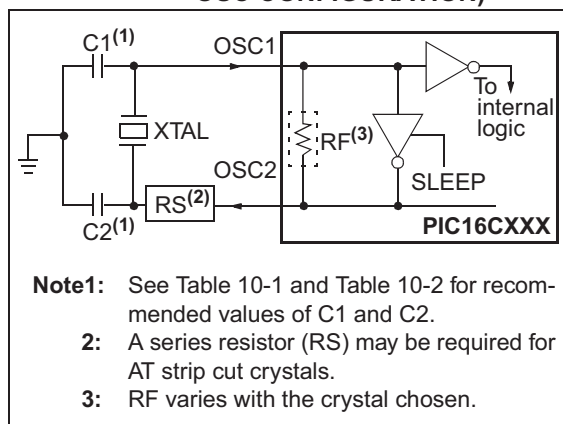 C1(1)
OSC1
To
internal
logic
XTAL
RF(3)
OSC2
SLEEP
C2(1)
RS(2)
PIC16CXXX
Note1: See Table 10-1 and Table 10-2 for recom-
mended values of C1 and C2.
2: A series resistor (RS) may be required for
AT strip cut crystals.
3: RF varies with the crystal chosen.